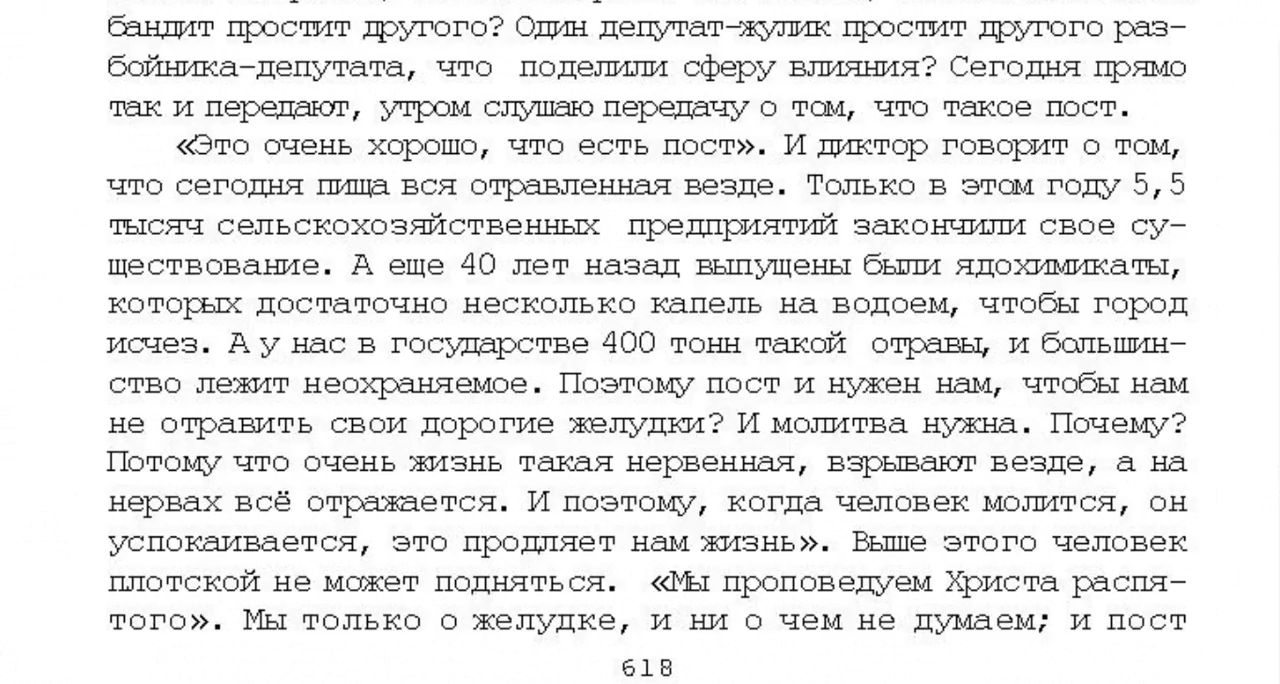 бандит простит другого? Один депутат-жулик простит другого раз-
бойника-депутата, что поделили сферу влияния? Сегодня прямо
так и передают, утром слушаю передачу о том, что такое пост.
«Это очень хорошо, что есть пост». И диктор говорит о том,
что сегодня пища вся отравленная везде. Только в этом году 5,5
тысяч сельскохозяйственных предприятий закончили свое су-
ществование. А еще 40 лет назад выпущены были ядохимикаты,
которых достаточно несколько капель на водоем, чтобы город
исчез. А у нас в государстве 400 тонн такой отравы, и большин-
ство лежит неохраняемое. Поэтому пост и нужен нам, чтобы нам
не отравить свои дорогие желудки? И молитва нужна. Почему?
Потому что очень жизнь такая нервенная, взрывают везде, а на
нервах всё отражается. И поэтому, когда человек молится, он
успокаивается, это продляет нам жизнь». Выше этого человек
плотской не может подняться. «Мы проповедуем Христа распя-
того». Мы только о желудке, и ни о чем не думаем; и пост
618